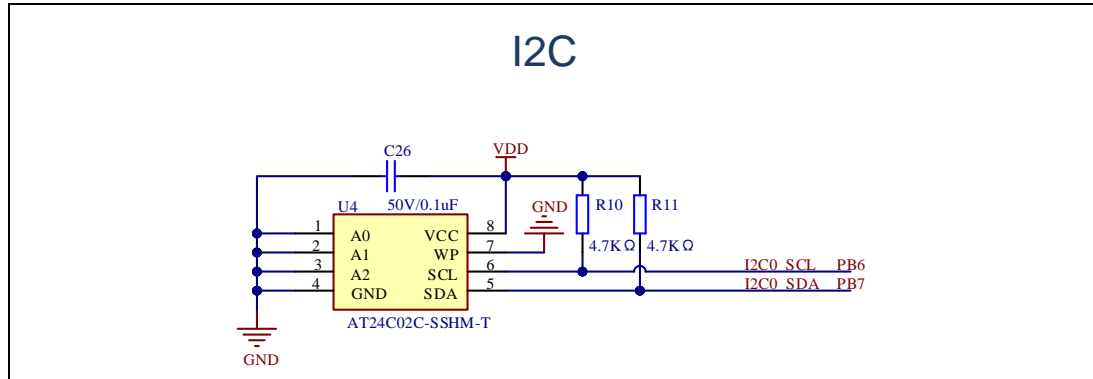 I2C
C26
VDD
50V/0.1uF
U4
GND
R10
R11
4.7KΩ
4.7KΩ
1
A0
VCC
8
2
A1
WP
7
3
A2
SCL
6
4
GND
SDA
5
I2C0_SCL PB6
I2C0_SDA PB7
AT24C02C-SSHM-T
GND